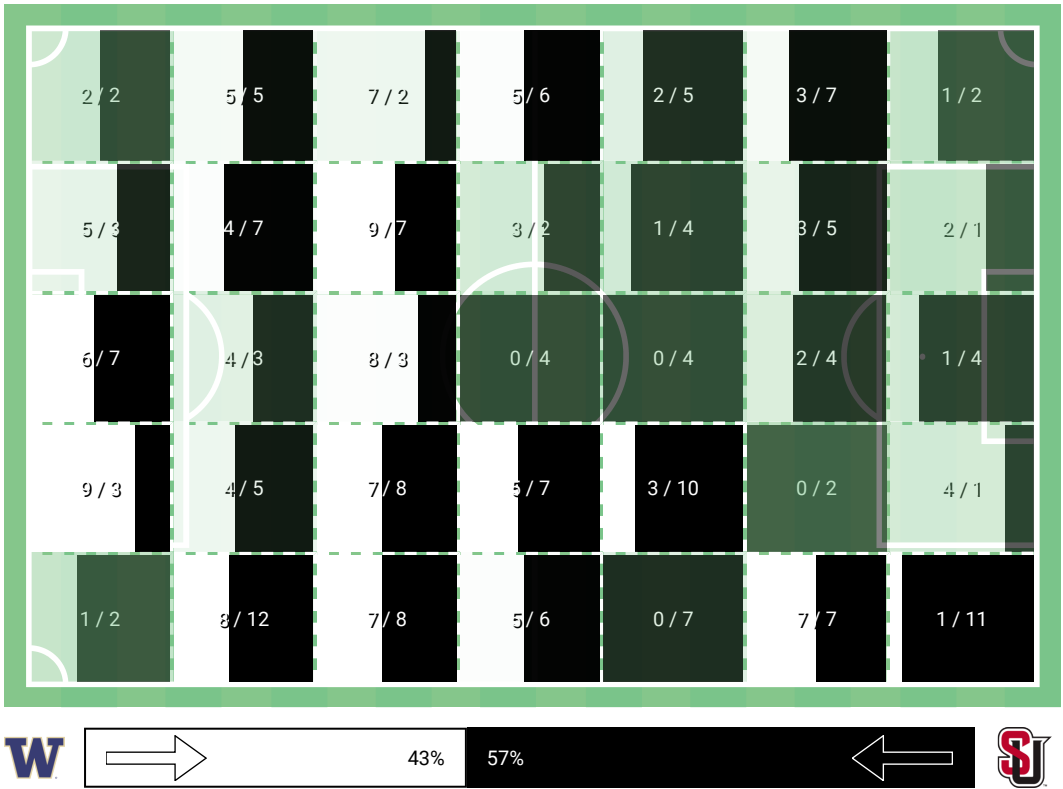 2 / 2 5 / 5 7 / 2 5 / 6 2 / 5 3 / 7 1 / 2
5 / 3 4 / 7 9 / 7 3 / 2 1 / 4 3 / 5 2 / 1
6 / 7 4 / 3 8 / 3 0 / 4 0 / 4 2 / 4 1 / 4
9 / 3 4 / 5 7 / 8 5 / 7 3 / 10 0 / 2 4 / 1
1 / 2 8 / 12 7 / 8 5 / 6 0 / 7 7 / 7 1 / 11
W 43% 57% SU